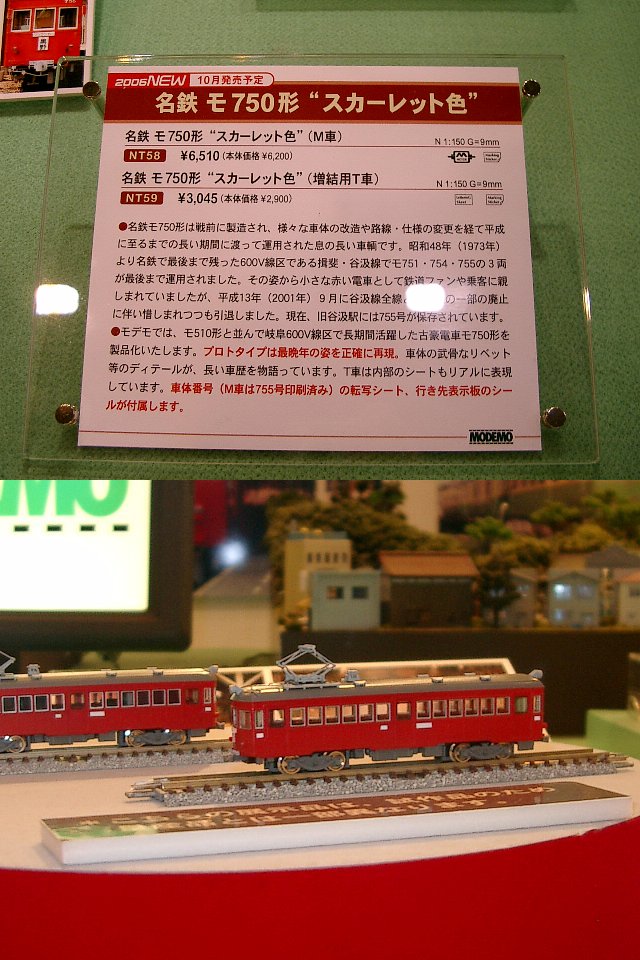 2006NEW 10月発売予定
名鉄 モ750形 “スカーレット色”
名鉄 モ750形 “スカーレット色”（M車）
N 1:150 G=9mm
NT58 ¥6,510（本体価格 ¥6,200）
名鉄 モ750形 “スカーレット色”（増結用T車）
N 1:150 G=9mm
NT59 ¥3,045（本体価格 ¥2,900）
●名鉄モ750形は戦前に製造され、様々な車体の改造や路線・仕様の変更を経て平成
に至るまでの長い期間に渡って運用された息の長い車輌です。昭和48年（1973年）
より名鉄で最後まで残った600V線区である揖斐・谷汲線でモ751・754・755の3両
が最後まで運用されました。その姿から小さな赤い電車として鉄道ファンや乗客に親
しまれていましたが、平成13年（2001年）9月に谷汲線全線 の一部の廃止
に伴い惜しまれつつも引退しました。現在、旧谷汲駅には755号が保存されています。
●モデモでは、モ510形と並んで岐阜600V線区で長期間活躍した古豪電車モ750形を
製品化いたします。プロトタイプは最晩年の姿を正確に再現。車体の武骨なリベット
等のディテールが、長い車歴を物語っています。T車は内部のシートもリアルに表現
しています。車体番号（M車は755号印刷済み）の転写シート、行き先表示板のシー
ルが付属します。
MODEMO